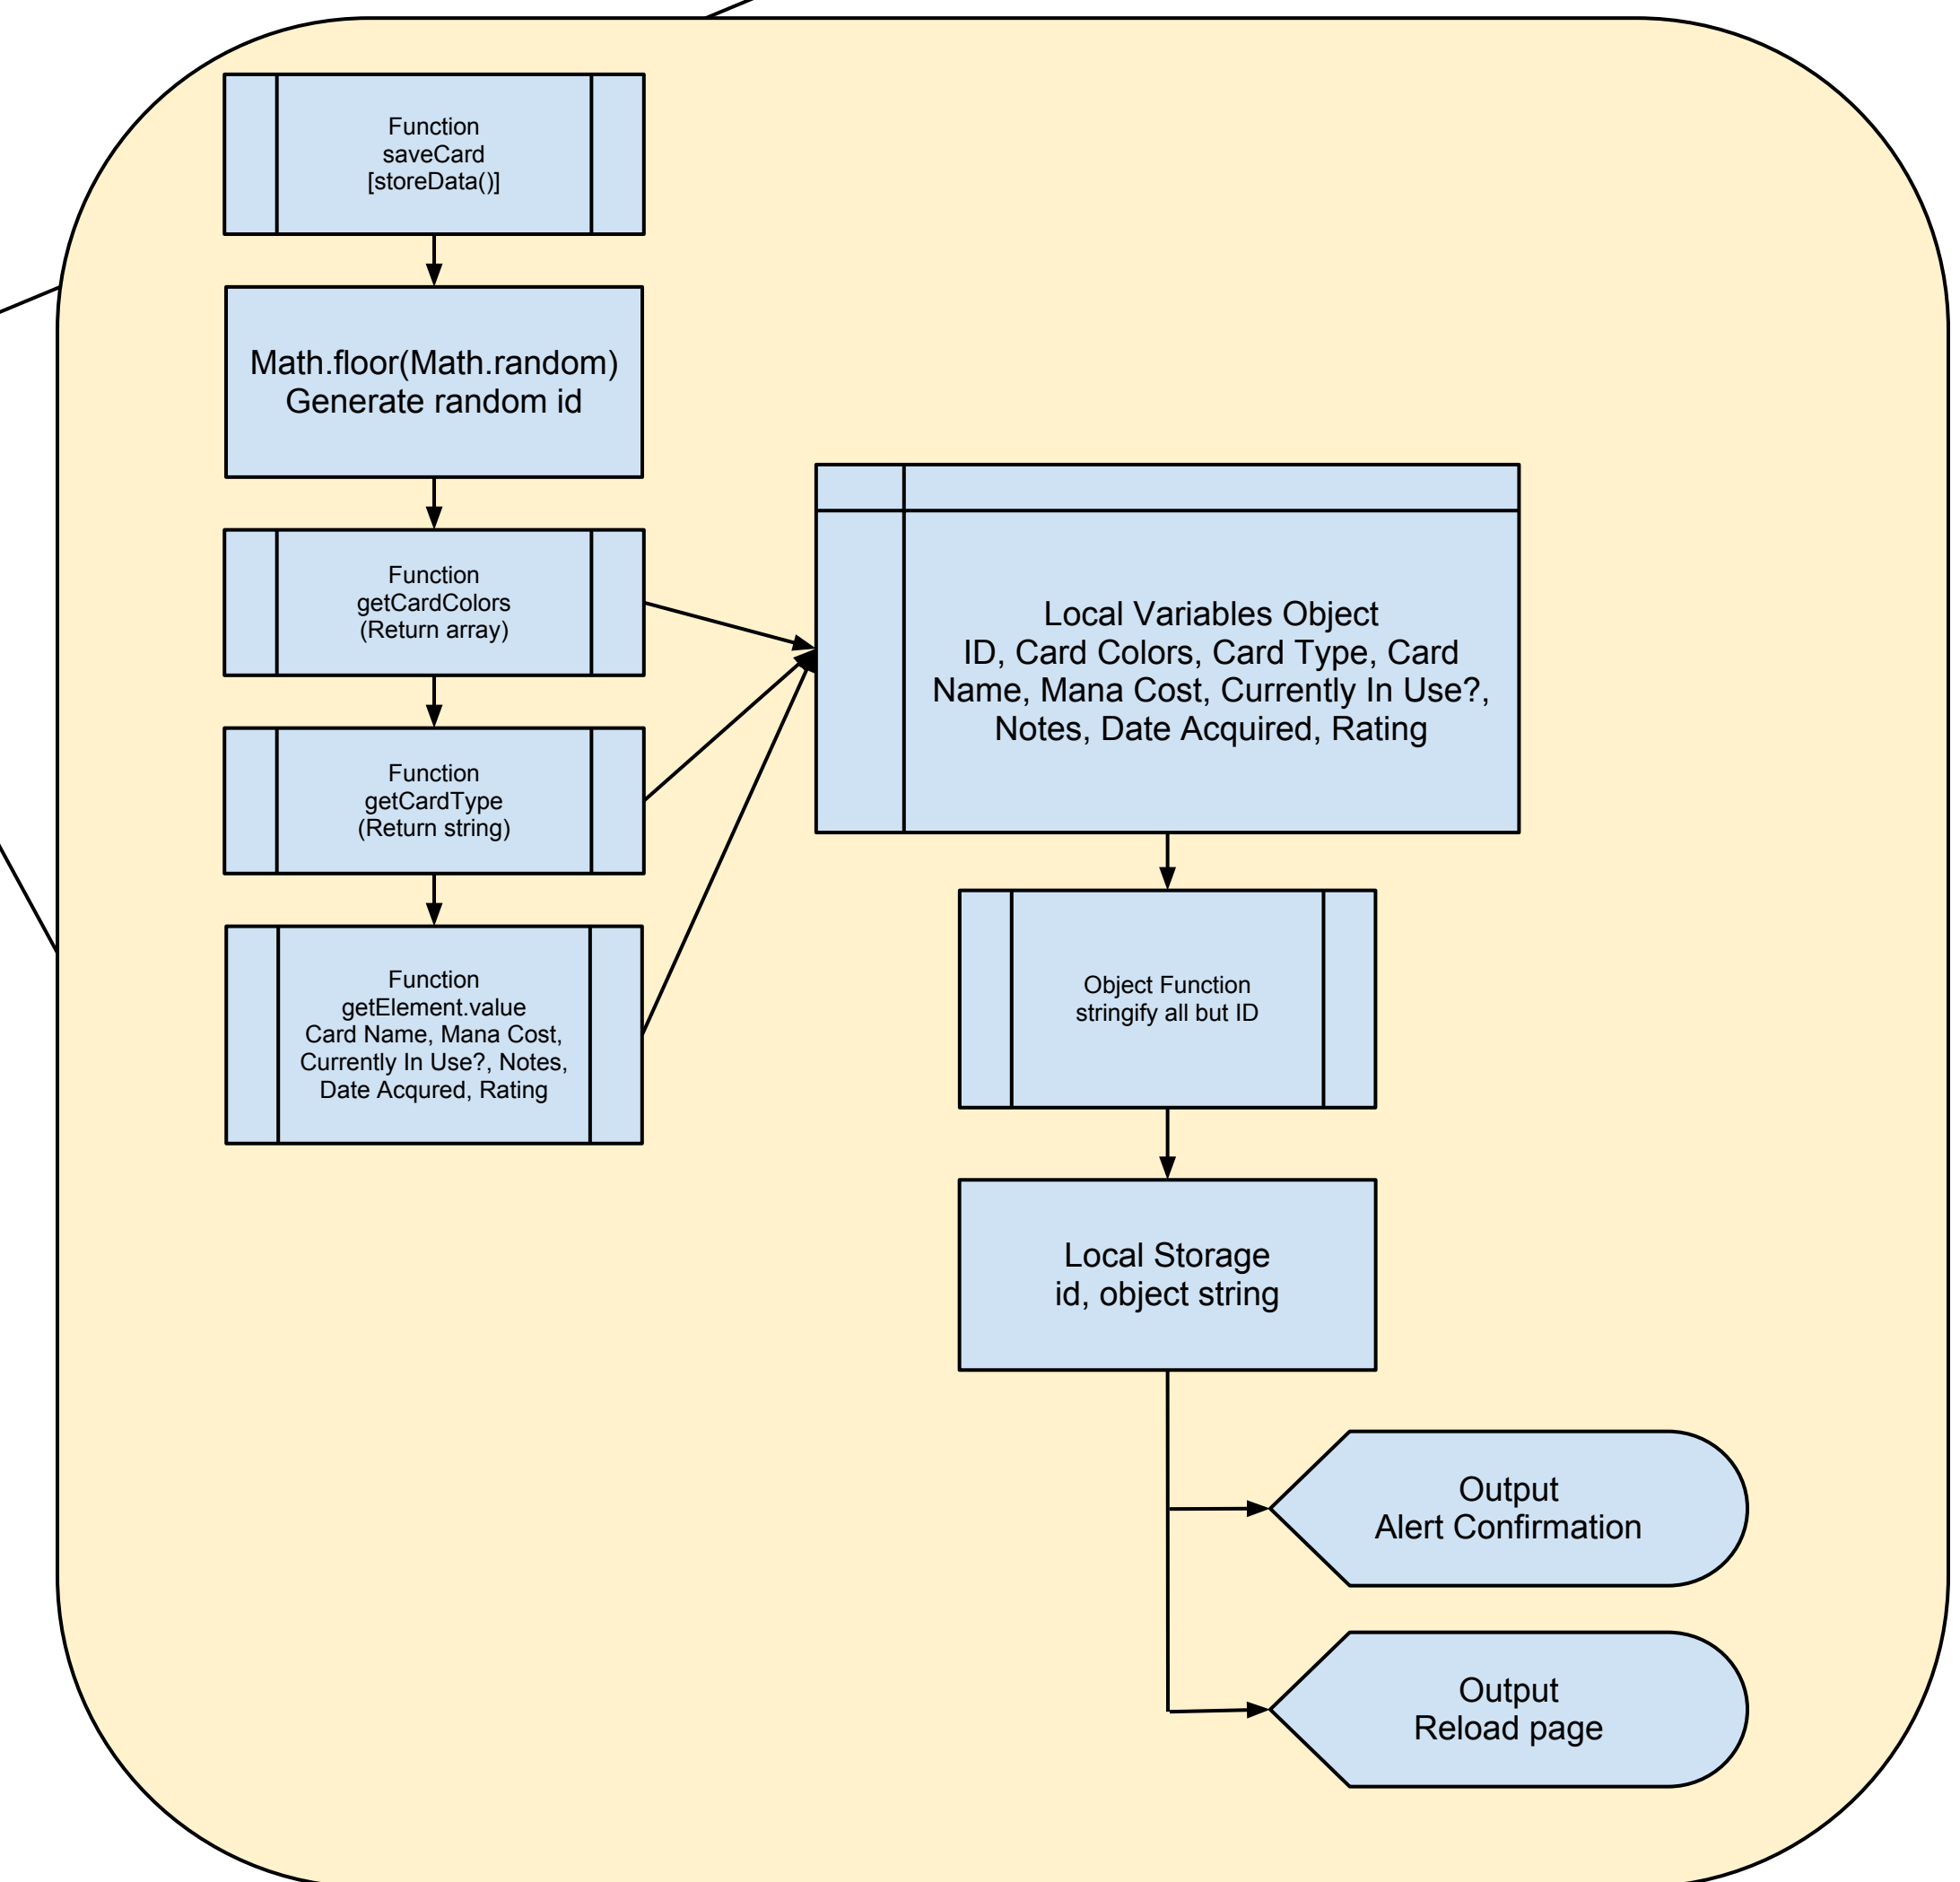 Function
saveCard
[storeData()]
Math.floor(Math.random)
Generate random id
Function
getCardColors
(Return array)
Function
getCardType
(Return string)
Function
getElement.value
Card Name, Mana Cost,
Currently In Use?, Notes,
Date Acqured, Rating
Local Variables Object
ID, Card Colors, Card Type, Card
Name, Mana Cost, Currently In Use?,
Notes, Date Acquired, Rating
Object Function
stringify all but ID
Local Storage
id, object string
Output
Alert Confirmation
Output
Reload page